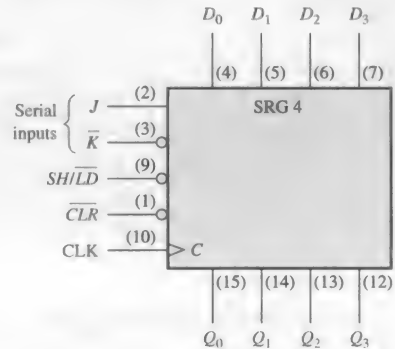 D₀ D₁ D₂ D₃
(4) (5) (6) (7)
SRG 4
Serial inputs
J (2)
K̅ (3)
SH/L̅D̅ (9)
C̅L̅R̅ (1)
CLK (10) C
(15) (14) (13) (12)
Q₀ Q₁ Q₂ Q₃